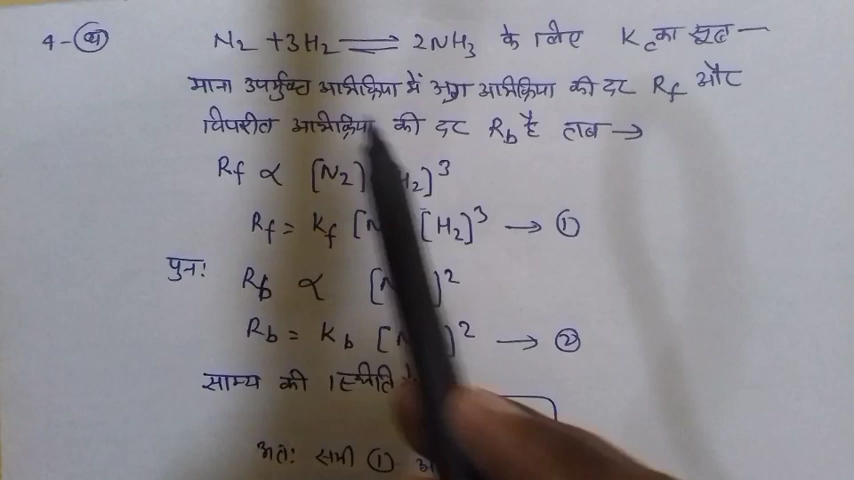 4-(ब) N₂ + 3H₂ ⇌ 2NH₃ के लिए Kc का सूत्र —
माना उपर्युक्त अभिक्रिया में अग्र अभिक्रिया की दर Rf और
विपरीत अभिक्रिया की दर Rb है तब →
Rf ∝ [N₂] H₂]³
Rf = Kf [N [H₂]³ → ①
पुनः Rb ∝ [N ]²
Rb = Kb [N ]² → ②
साम्य की स्थिति
अतः समी ①